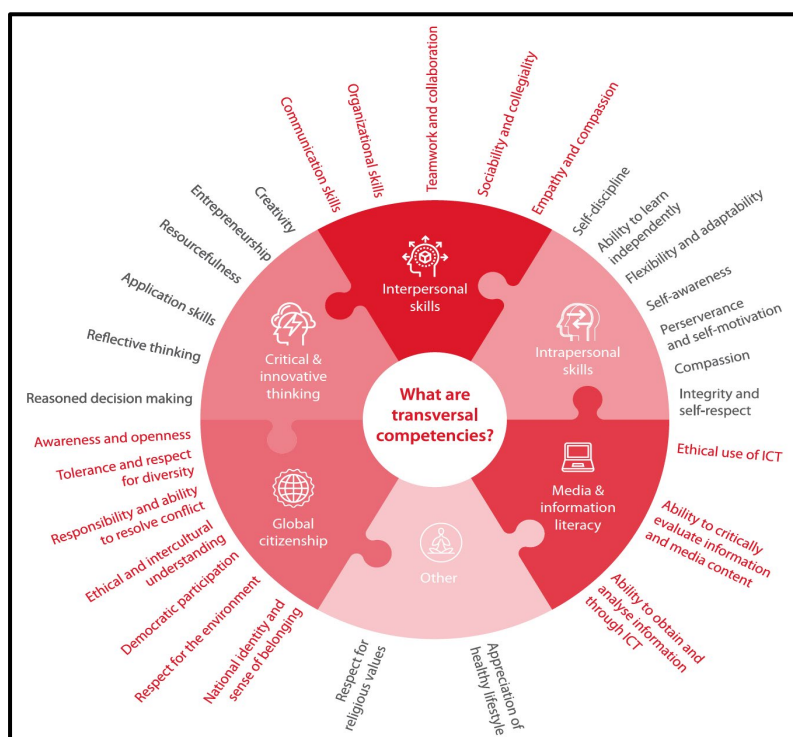 What are
transversal
competencies?
Interpersonal
skills
Communication skills
Organizational skills
Teamwork and collaboration
Sociability and collegiality
Empathy and compassion
Intrapersonal
skills
Self-discipline
Ability to learn
independently
Flexibility and adaptability
Self-awareness
Perserverance
and self-motivation
Compassion
Integrity and
self-respect
Media &
information
literacy
Ethical use of ICT
Ability to critically
evaluate information
and media content
Ability to obtain and
analyse information
through ICT
Other
Appreciation of
healthy lifestyle
Respect for
religious values
Global
citizenship
National identity and
sense of belonging
Respect for the environment
Democratic participation
Ethical and intercultural
understanding
Responsibility and ability
to resolve conflict
Tolerance and respect
for diversity
Awareness and openness
Critical &
innovative
thinking
Reasoned decision making
Reflective thinking
Application skills
Resourcefulness
Entrepreneurship
Creativity